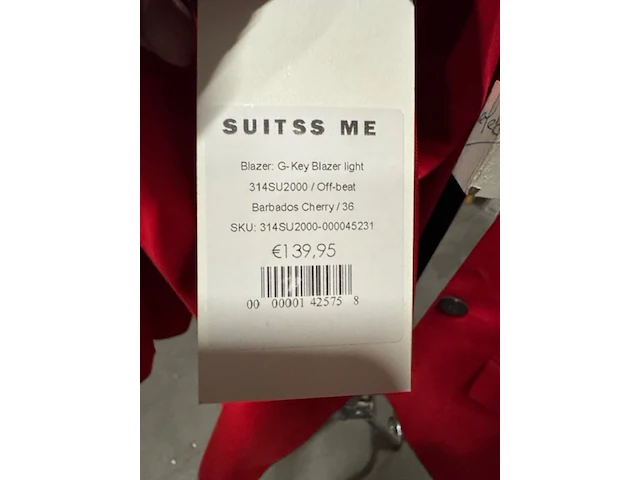 SUITSS ME
Blazer: G-Key Blazer light
314SU2000 / Off-beat
Barbados Cherry / 36
SKU: 314SU2000-000045231
€139,95
00 00001 42575 8